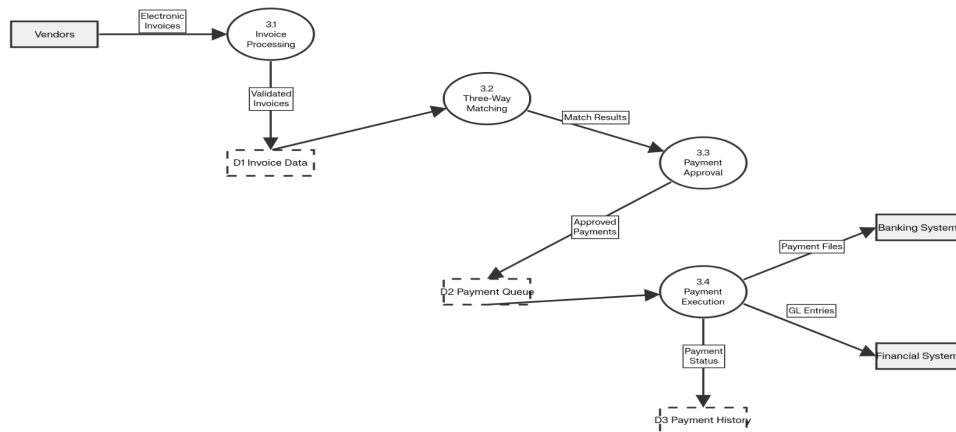 Electronic
Invoices
Vendors
3.1
Invoice
Processing
Validated
Invoices
3.2
Three-Way
Matching
Match Results
D1 Invoice Data
3.3
Payment
Approval
Approved
Payments
Banking System
Payment Files
D2 Payment Queue
3.4
Payment
Execution
GL Entries
Payment
Status
Financial System
D3 Payment History